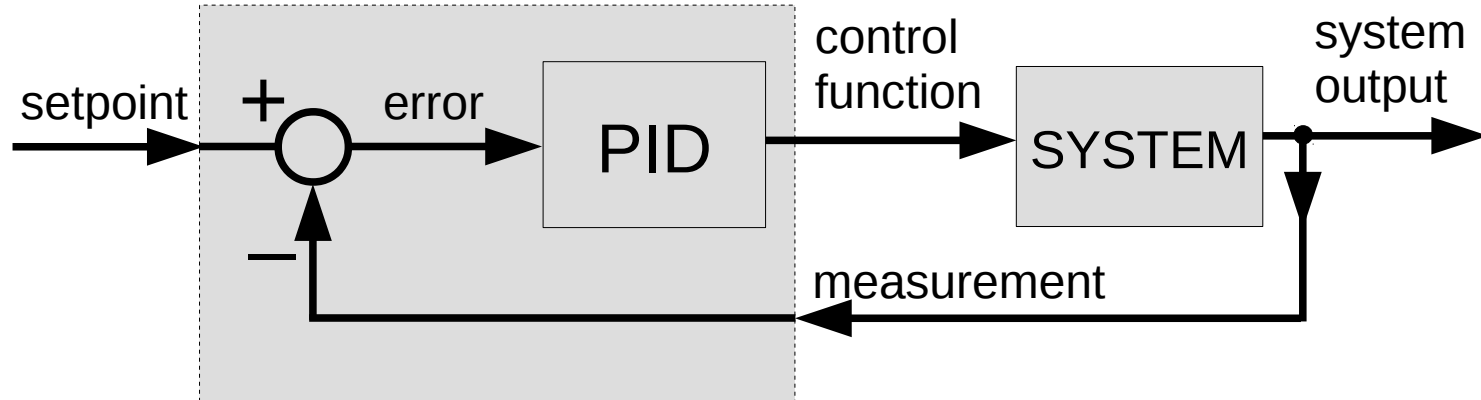 setpoint
+
error
PID
control
function
SYSTEM
system
output
−
measurement